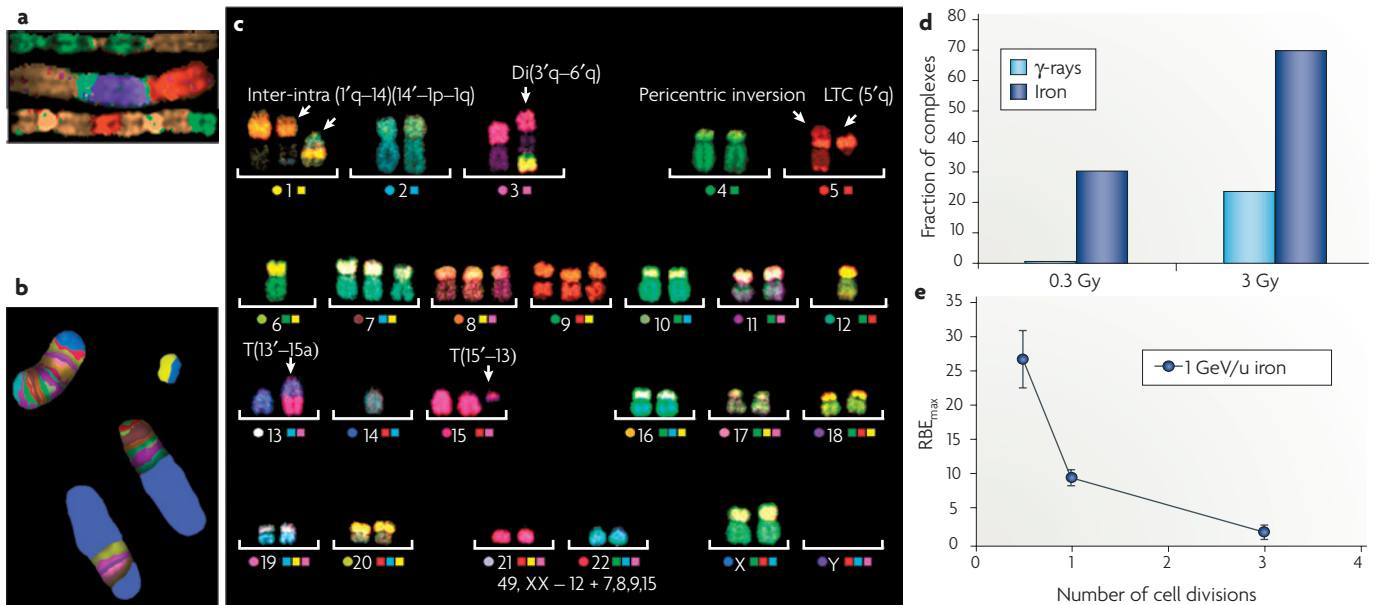 a
b
c
Inter-intra (1′q–14)(14′–1p–1q)
Di(3′q–6′q)
Pericentric inversion
LTC (5′q)
1
2
3
4
5
6
7
8
9
10
11
12
T(13′–15a)
T(15′–13)
13
14
15
16
17
18
19
20
21
22
X
Y
49, XX – 12 + 7,8,9,15
d
80
70
60
50
40
30
20
10
0
Fraction of complexes
γ-rays
Iron
0.3 Gy
3 Gy
e
35
30
25
20
15
10
5
0
RBEmax
1 GeV/u iron
0
1
2
3
4
Number of cell divisions